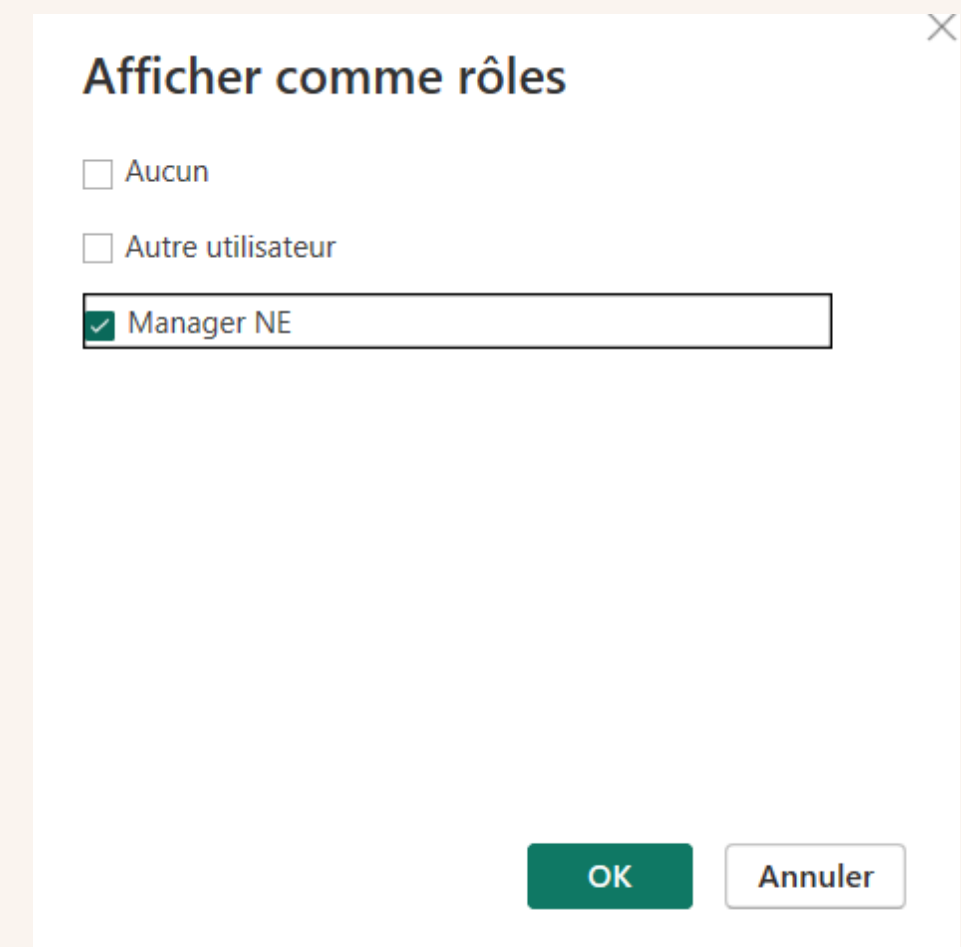 Afficher comme rôles
Aucun
Autre utilisateur
Manager NE
OK
Annuler